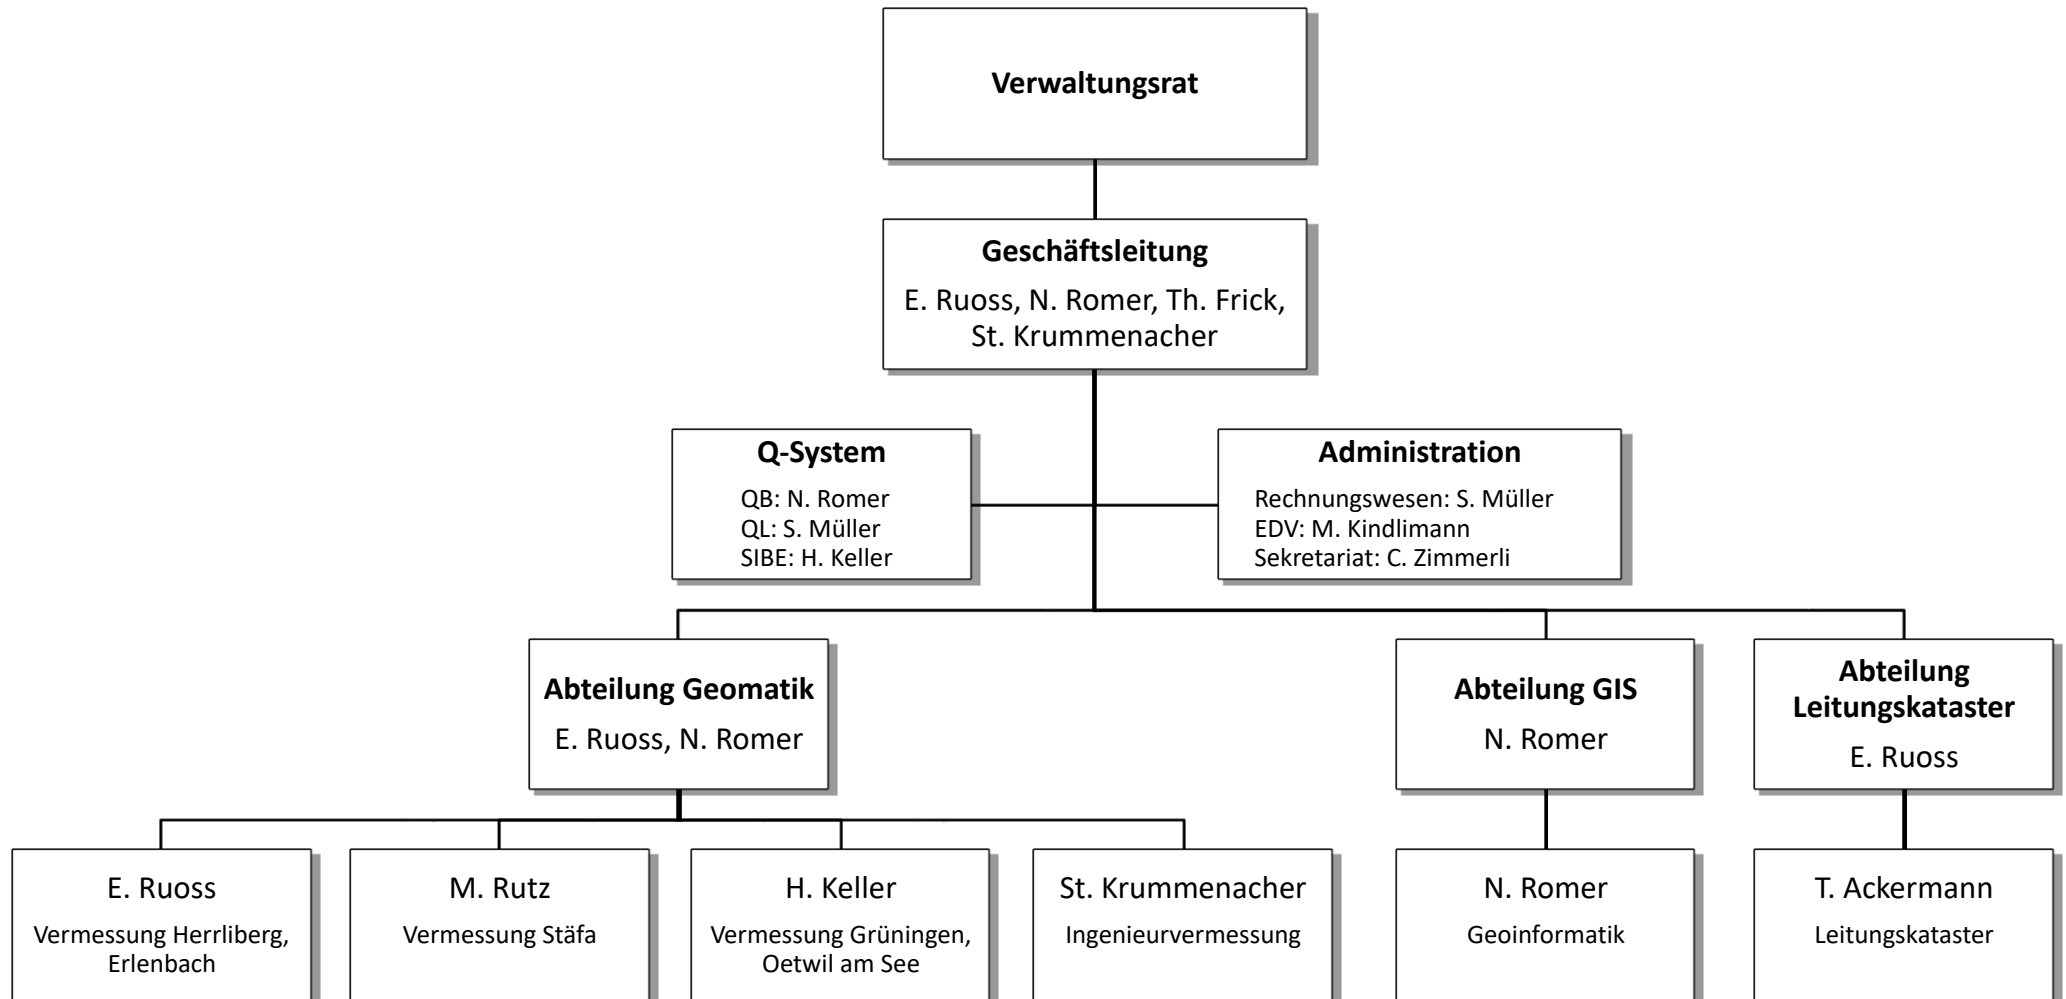 Verwaltungsrat
Geschäftsleitung
E. Ruoss, N. Romer, Th. Frick,
St. Krummenacher
Q-System
QB: N. Romer
QL: S. Müller
SIBE: H. Keller
Administration
Rechnungswesen: S. Müller
EDV: M. Kindlimann
Sekretariat: C. Zimmerli
Abteilung Geomatik
E. Ruoss, N. Romer
Abteilung GIS
N. Romer
Abteilung
Leitungskataster
E. Ruoss
E. Ruoss
Vermessung Herrliberg,
Erlenbach
M. Rutz
Vermessung Stäfa
H. Keller
Vermessung Grüningen,
Oetwil am See
St. Krummenacher
Ingenieurvermessung
N. Romer
Geoinformatik
T. Ackermann
Leitungskataster